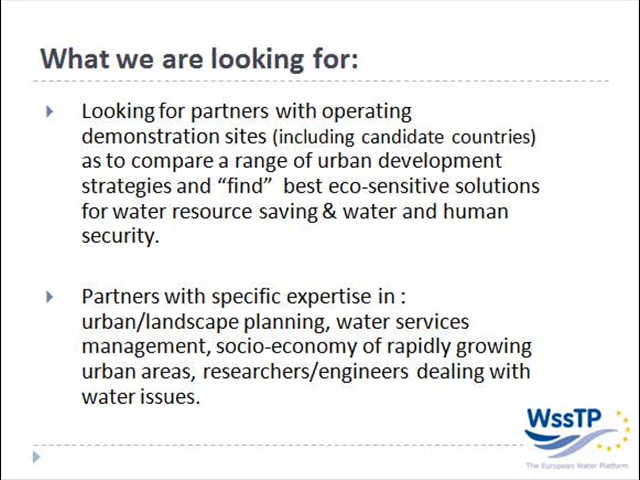 What we are looking for:
Looking for partners with operating
demonstration sites (including candidate countries)
as to compare a range of urban development
strategies and “find” best eco-sensitive solutions
for water resource saving & water and human
security.
Partners with specific expertise in :
urban/landscape planning, water services
management, socio-economy of rapidly growing
urban areas, researchers/engineers dealing with
water issues.
WssTP
The European Water Platform